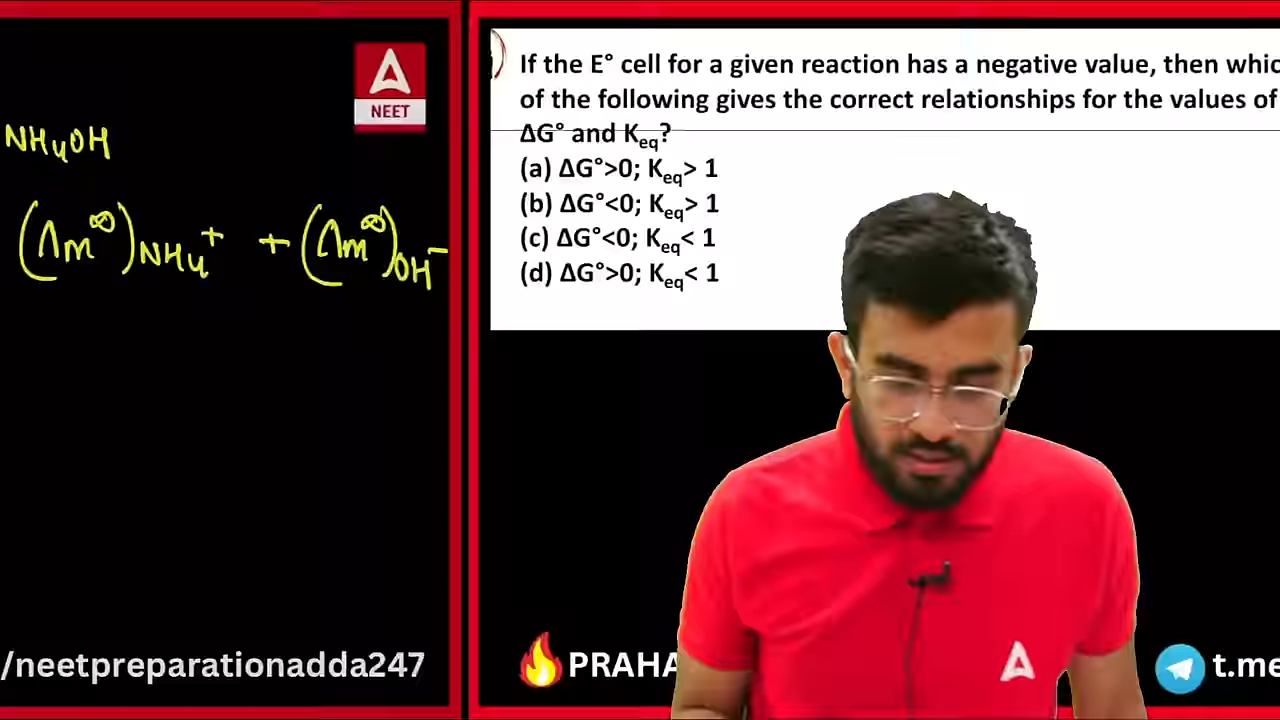 NEET
NH4OH
(Λm∞)NH4+ + (Λm∞)OH−
/neetpreparationadda247
If the E° cell for a given reaction has a negative value, then whic
of the following gives the correct relationships for the values of
ΔG° and Keq?
(a) ΔG°>0; Keq> 1
(b) ΔG°<0; Keq> 1
(c) ΔG°<0; Keq< 1
(d) ΔG°>0; Keq< 1
PRAHA
t.me